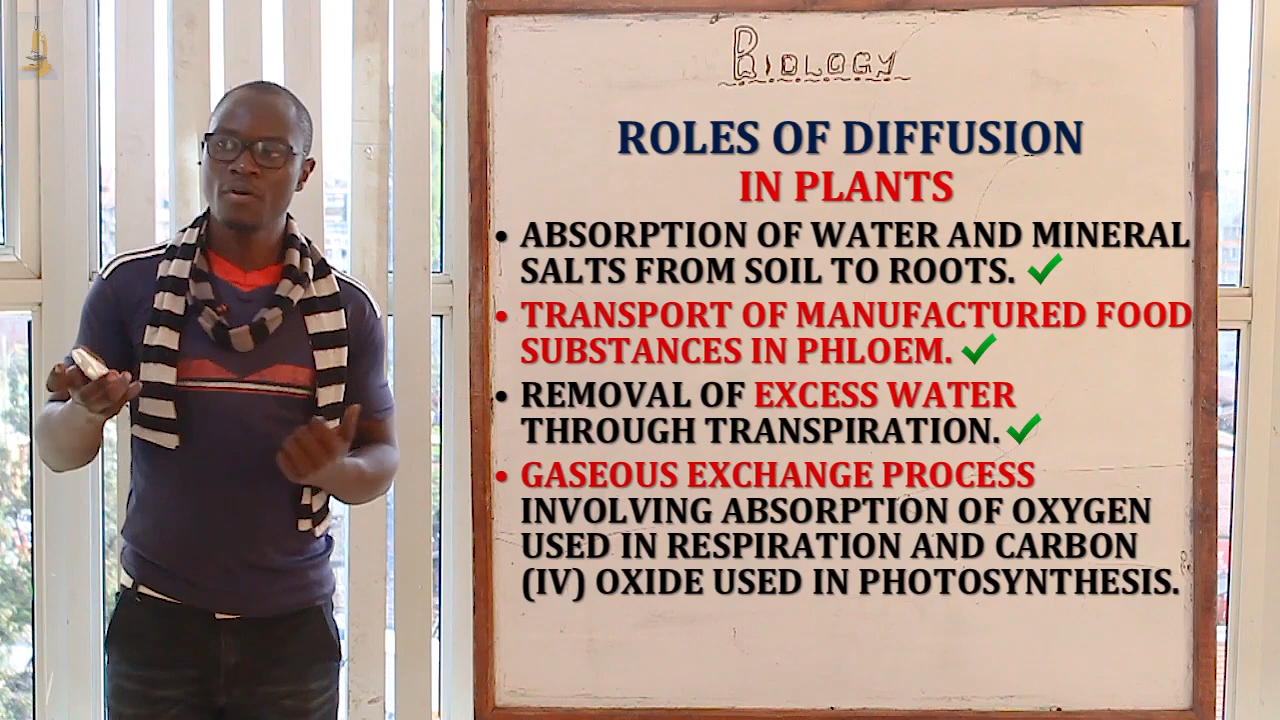 BIOLOGY
ROLES OF DIFFUSION
IN PLANTS
• ABSORPTION OF WATER AND MINERAL
SALTS FROM SOIL TO ROOTS. ✓
• TRANSPORT OF MANUFACTURED FOOD
SUBSTANCES IN PHLOEM. ✓
• REMOVAL OF EXCESS WATER
THROUGH TRANSPIRATION. ✓
• GASEOUS EXCHANGE PROCESS
INVOLVING ABSORPTION OF OXYGEN
USED IN RESPIRATION AND CARBON
(IV) OXIDE USED IN PHOTOSYNTHESIS.